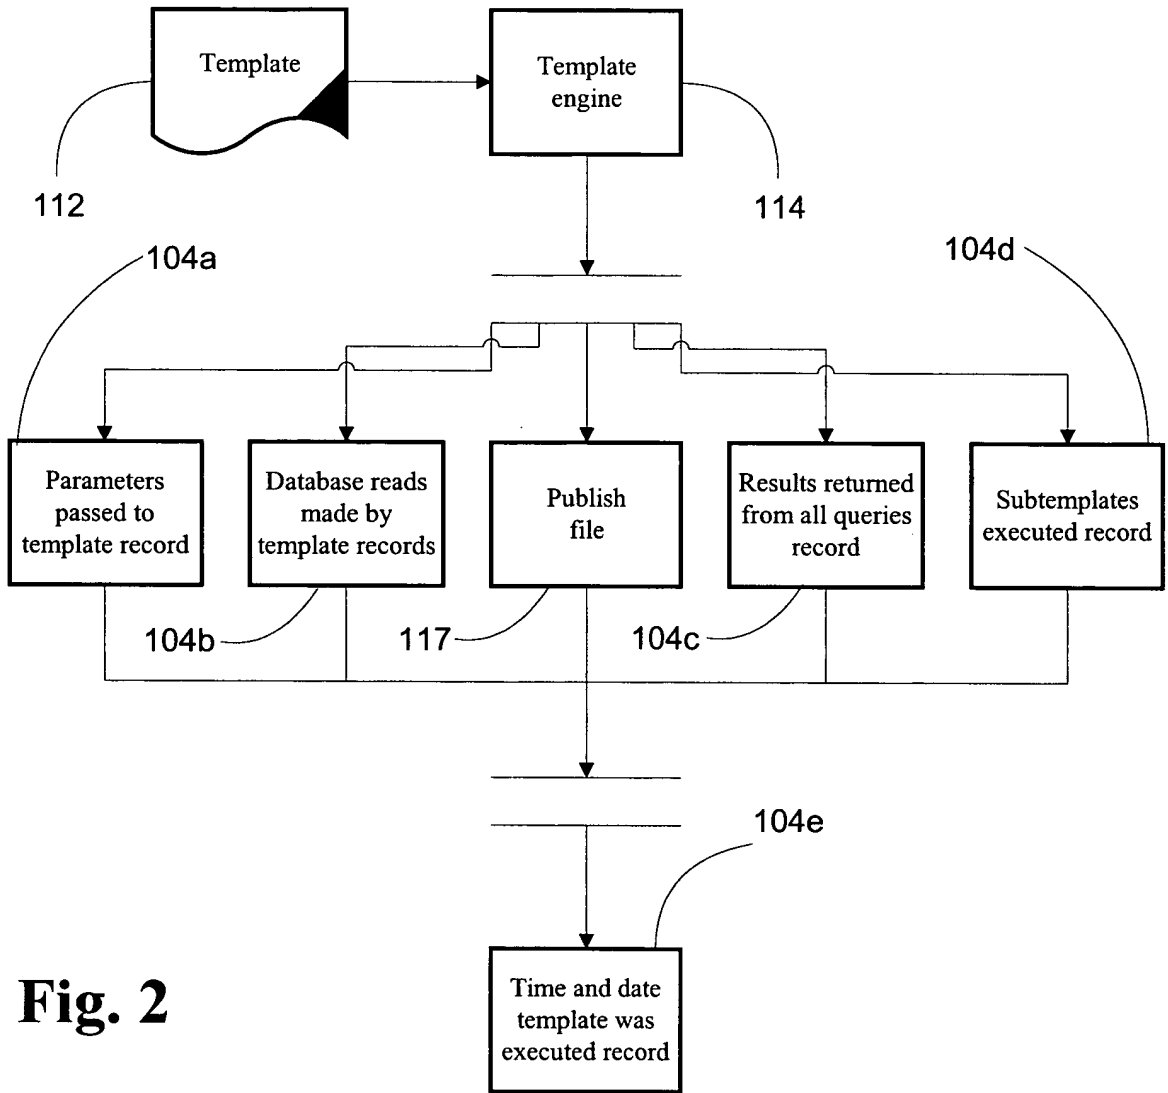 Template
Template
engine
112
114
104a
104d
Parameters
passed to
template record
Database reads
made by
template records
Publish
file
Results returned
from all queries
record
Subtemplates
executed record
104b
117
104c
104e
Time and date
template was
executed record
Fig. 2